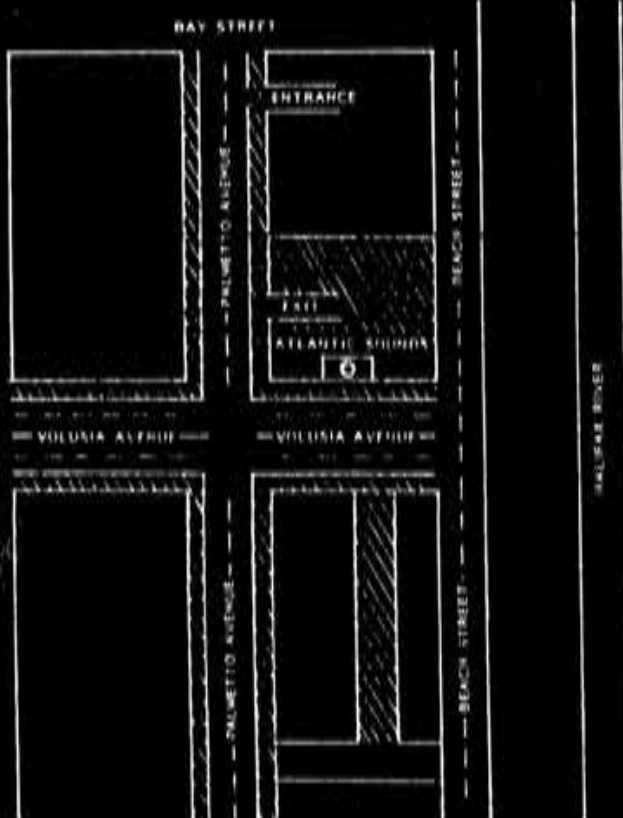 BAY STREET
ENTRANCE
PALMETTO AVENUE
BEACH STREET
EXIT
ATLANTIC SOUNDS
VOLUSIA AVENUE
VOLUSIA AVENUE
HALIFAX RIVER
PALMETTO AVENUE
BEACH STREET